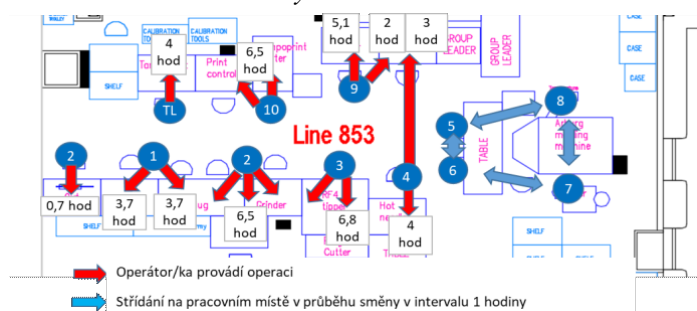 CALIBRATION
TOOLS
CALIBRATION
TOOLS
SHELF
4
hod
Print
control
6,5
hod
5,1
hod
2
hod
3
hod
GROUP
LEADER
GROUP
LEADER
CASE
CASE
CASE
TL
10
9
Line 853
5
6
TABLE
8
machine
7
2
1
2
3
4
0,7 hod
3,7
hod
3,7
hod
6,5
hod
Grinder
6,8
hod
Hot
4
hod
SHELF
Cutter
SHELF
SHELF
Operátor/ka provádí operaci
Střídání na pracovním místě v průběhu směny v intervalu 1 hodiny